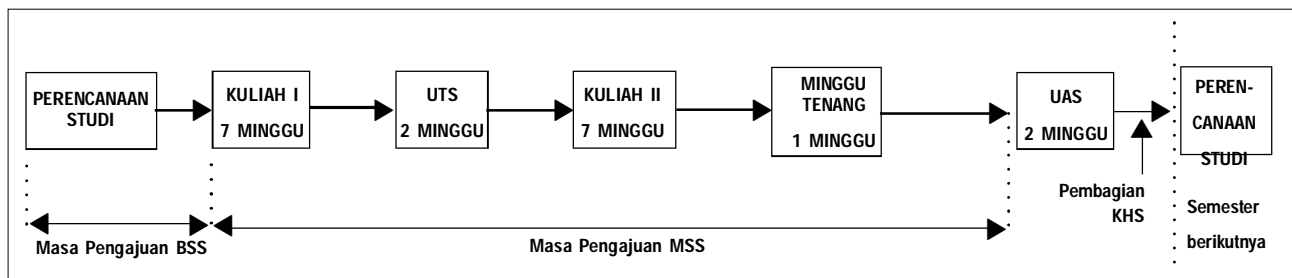 PERENCANAAN
STUDI
KULIAH I
7 MINGGU
UTS
2 MINGGU
KULIAH II
7 MINGGU
MINGGU
TENANG
1 MINGGU
UAS
2 MINGGU
PEREN-
CANAAN
STUDI
Pembagian
KHS
Semester
berikutnya
Masa Pengajuan BSS
Masa Pengajuan MSS